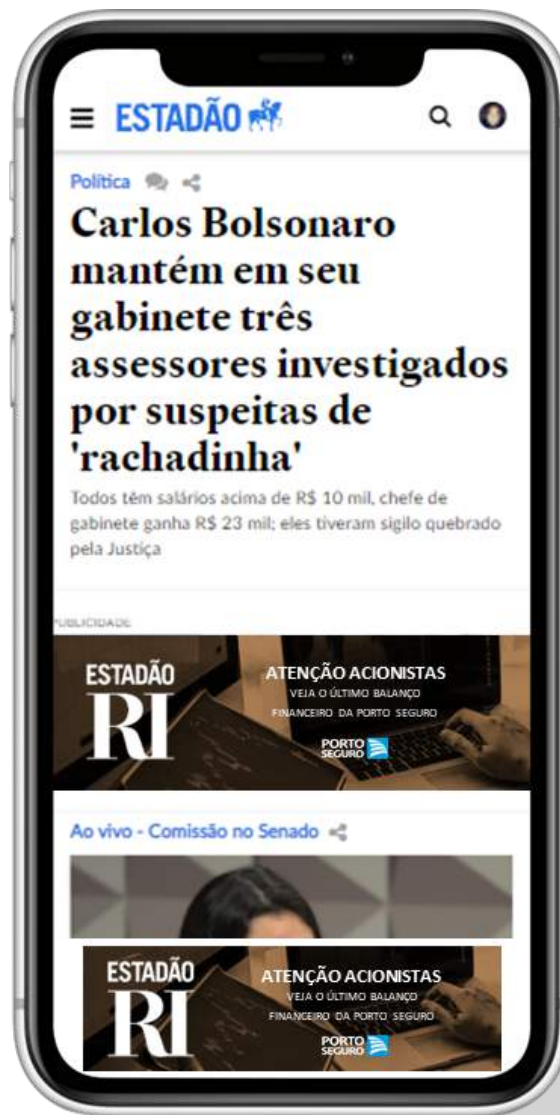 ESTADÃO
Política
Carlos Bolsonaro
mantém em seu
gabinete três
assessores investigados
por suspeitas de
'rachadinha'
Todos têm salários acima de R$ 10 mil, chefe de
gabinete ganha R$ 23 mil; eles tiveram sigilo quebrado
pela Justiça
PUBLICIDADE
ESTADÃO
RI
ATENÇÃO ACIONISTAS
VEJA O ÚLTIMO BALANÇO
FINANCEIRO DA PORTO SEGURO
PORTO
SEGURO
Ao vivo - Comissão no Senado
ESTADÃO
RI
ATENÇÃO ACIONISTAS
VEJA O ÚLTIMO BALANÇO
FINANCEIRO DA PORTO SEGURO
PORTO
SEGURO